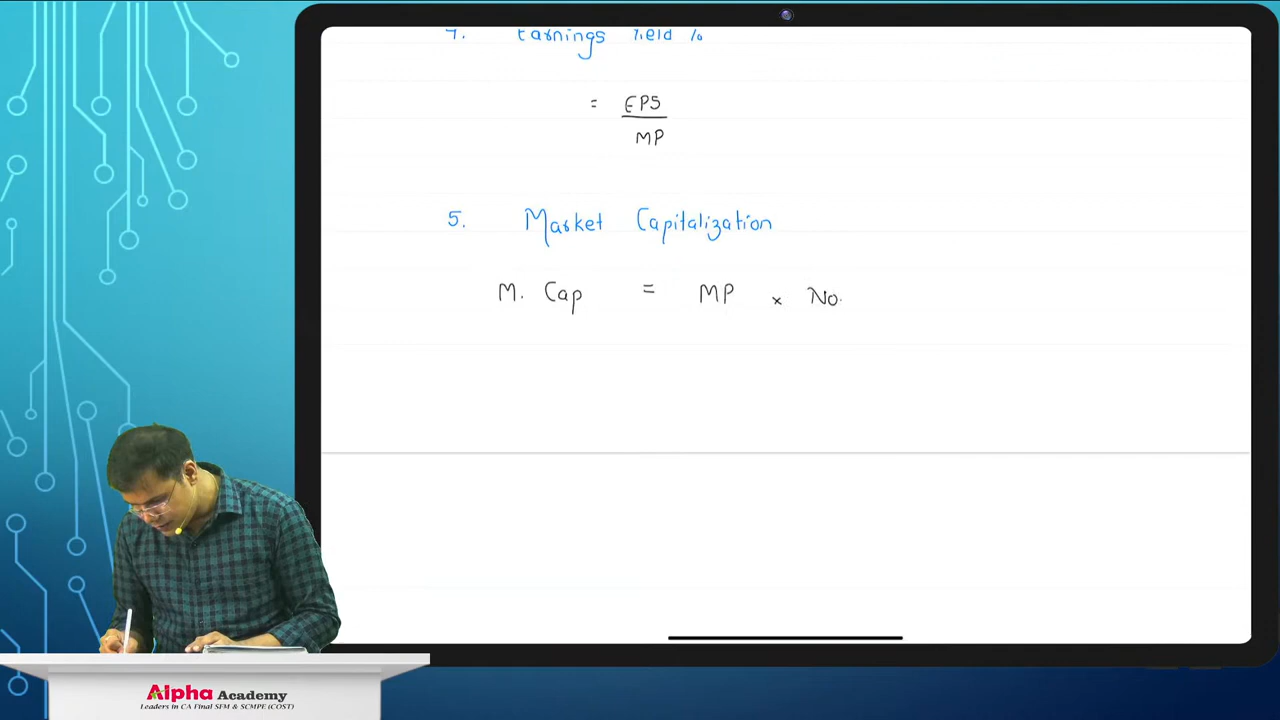 4. Earnings Yield %
= EPS
MP
5. Market Capitalization
M. Cap = MP × No.
Alpha Academy
Leaders in CA Final SFM & SCMPE (COST)